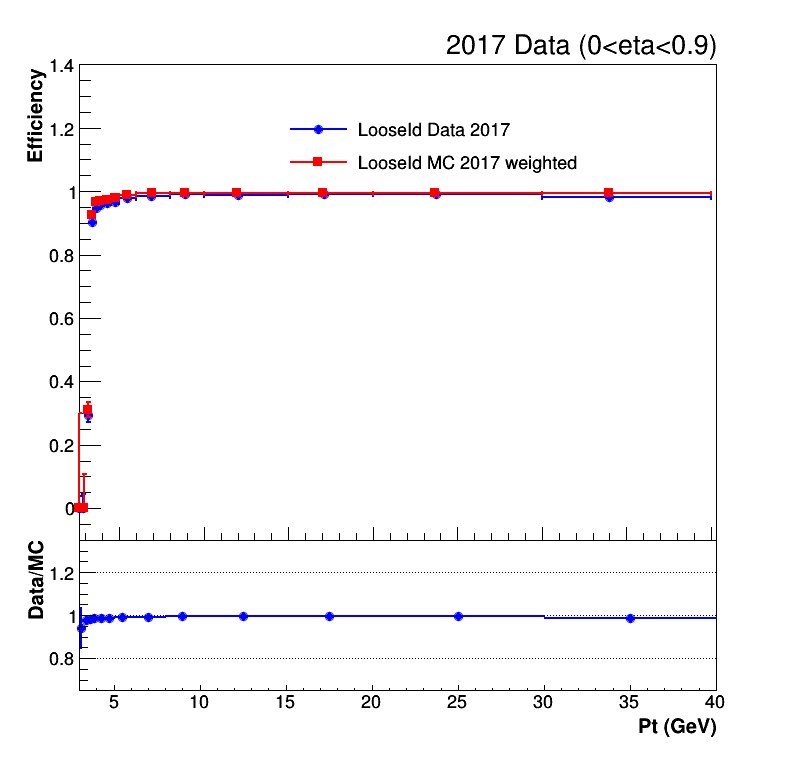 2017 Data (0<eta<0.9)
Efficiency
1.4
1.2
1
0.8
0.6
0.4
0.2
0
LooseId Data 2017
LooseId MC 2017 weighted
Data/MC
1.2
1
0.8
5 10 15 20 25 30 35 40
Pt (GeV)